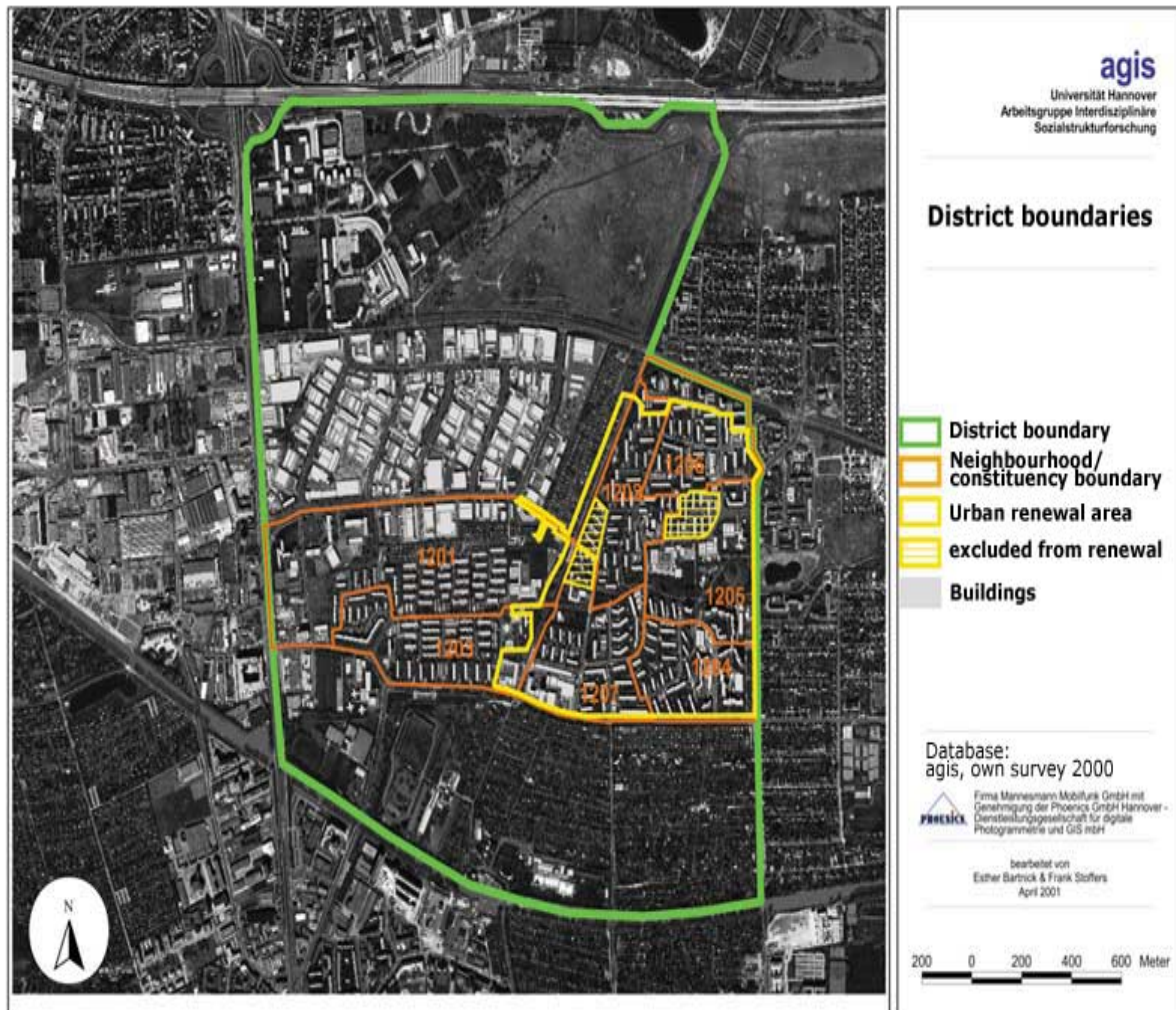 agis
Universität Hannover
Arbeitsgruppe Interdisziplinäre
Sozialstrukturforschung
District boundaries
District boundary
Neighbourhood/
constituency boundary
Urban renewal area
excluded from renewal
Buildings
Database:
agis, own survey 2000
PHOENICS
Firma Mannesmann Mobilfunk GmbH mit
Genehmigung der Phoenics GmbH Hannover -
Dienstleistungsgesellschaft für digitale
Photogrammetrie und GIS mbH
bearbeitet von
Esther Bartnick & Frank Stoffers
April 2001
200 0 200 400 600 Meter
N
1206
1201
1205
1203
1204
1207